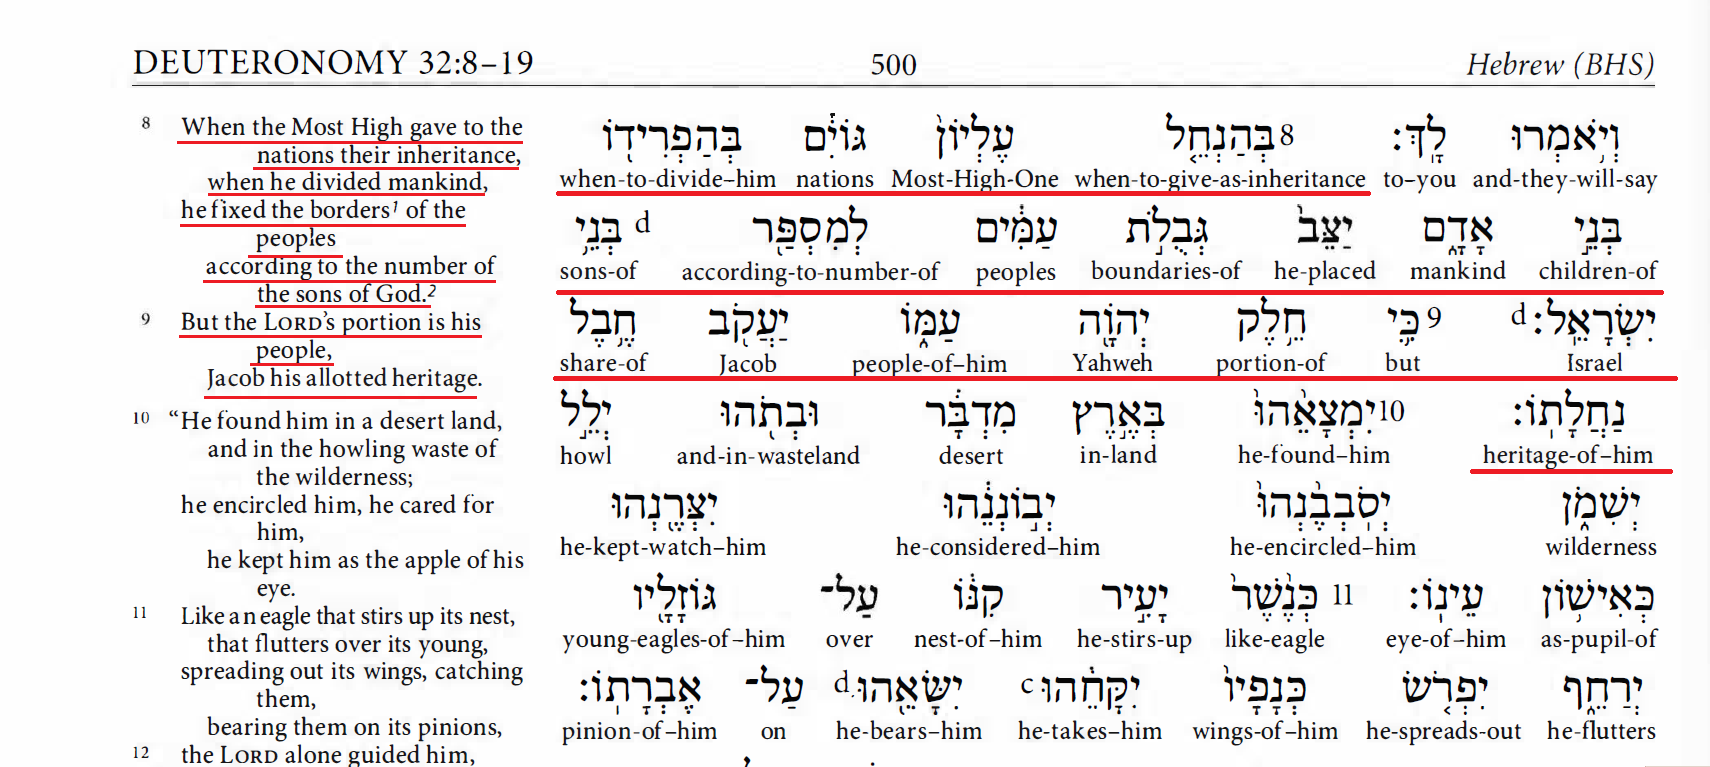 DEUTERONOMY 32:8–19 500 Hebrew (BHS)
8 When the Most High gave to the
nations their inheritance,
when he divided mankind,
he fixed the borders¹ of the
peoples
according to the number of
the sons of God.²
9 But the LORD's portion is his
people,
Jacob his allotted heritage.
10 “He found him in a desert land,
and in the howling waste of
the wilderness;
he encircled him, he cared for
him,
he kept him as the apple of his
eye.
11 Like an eagle that stirs up its nest,
that flutters over its young,
spreading out its wings, catching
them,
bearing them on its pinions,
12 the LORD alone guided him,
וְיֹ֥אמְרוּ לָֽךְ׃ 8 בְּהַנְחֵ֤ל עֶלְיוֹן֙ גּוֹיִ֔ם בְּהַפְרִיד֖וֹ
when-to-divide–him nations Most-High-One when-to-give-as-inheritance to–you and-they-will-say
בְּנֵ֣י אָדָ֑ם יַצֵּב֙ גְּבֻלֹ֣ת עַמִּ֔ים לְמִסְפַּ֖ר d בְּנֵ֥י
sons-of according-to-number-of peoples boundaries-of he-placed mankind children-of
יִשְׂרָאֵֽל׃ d 9 כִּ֛י חֵ֥לֶק יְהוָ֖ה עַמּ֑וֹ יַעֲקֹ֖ב חֶ֥בֶל
share-of Jacob people-of–him Yahweh portion-of but Israel
נַחֲלָתֽוֹ׃ 10 יִמְצָאֵ֙הוּ֙ בְּאֶ֣רֶץ מִדְבָּ֔ר וּבְתֹ֖הוּ יְלֵ֣ל
howl and-in-wasteland desert in-land he-found–him heritage-of–him
יְשִׁמֹ֑ן יְסֹֽבְבֶ֙נְהוּ֙ יְב֣וֹנְנֵ֔הוּ יִצְּרֶ֖נְהוּ
he-kept-watch–him he-considered–him he-encircled–him wilderness
כְּאִישׁ֥וֹן עֵינֽוֹ׃ 11 כְּנֶ֙שֶׁר֙ יָעִ֣יר קִנּ֔וֹ עַל־ גּוֹזָלָ֖יו
young-eagles-of–him over nest-of–him he-stirs-up like-eagle eye-of–him as-pupil-of
יְרַחֵ֑ף יִפְרֹ֤שׂ כְּנָפָיו֙ יִקָּחֵ֔הוּ c יִשָּׂאֵ֖הוּ d עַל־ אֶבְרָתֽוֹ׃
pinion-of–him on he-bears–him he-takes–him wings-of–him he-spreads-out he-flutters